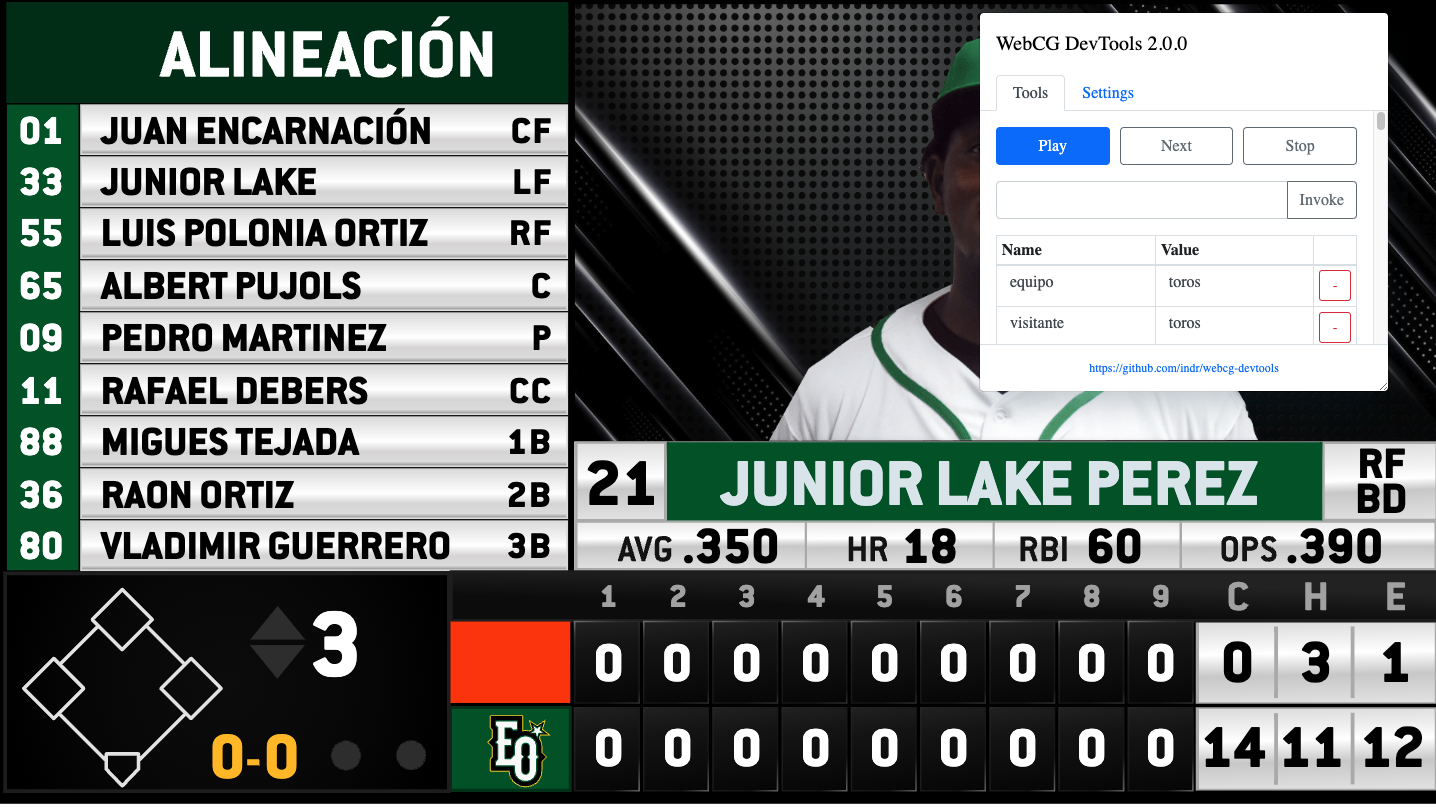 ALINEACIÓN
01 JUAN ENCARNACIÓN CF
33 JUNIOR LAKE LF
55 LUIS POLONIA ORTIZ RF
65 ALBERT PUJOLS C
09 PEDRO MARTINEZ P
11 RAFAEL DEBERS CC
88 MIGUES TEJADA 1B
36 RAON ORTIZ 2B
80 VLADIMIR GUERRERO 3B
WebCG DevTools 2.0.0
Tools Settings
Play Next Stop
Invoke
Name Value
equipo toros -
visitante toros -
https://github.com/indr/webcg-devtools
21 JUNIOR LAKE PEREZ RF
BD
AVG .350 HR 18 RBI 60 OPS .390
3
0-0
1 2 3 4 5 6 7 8 9 C H E
0 0 0 0 0 0 0 0 0 0 3 1
EO 0 0 0 0 0 0 0 0 0 14 11 12